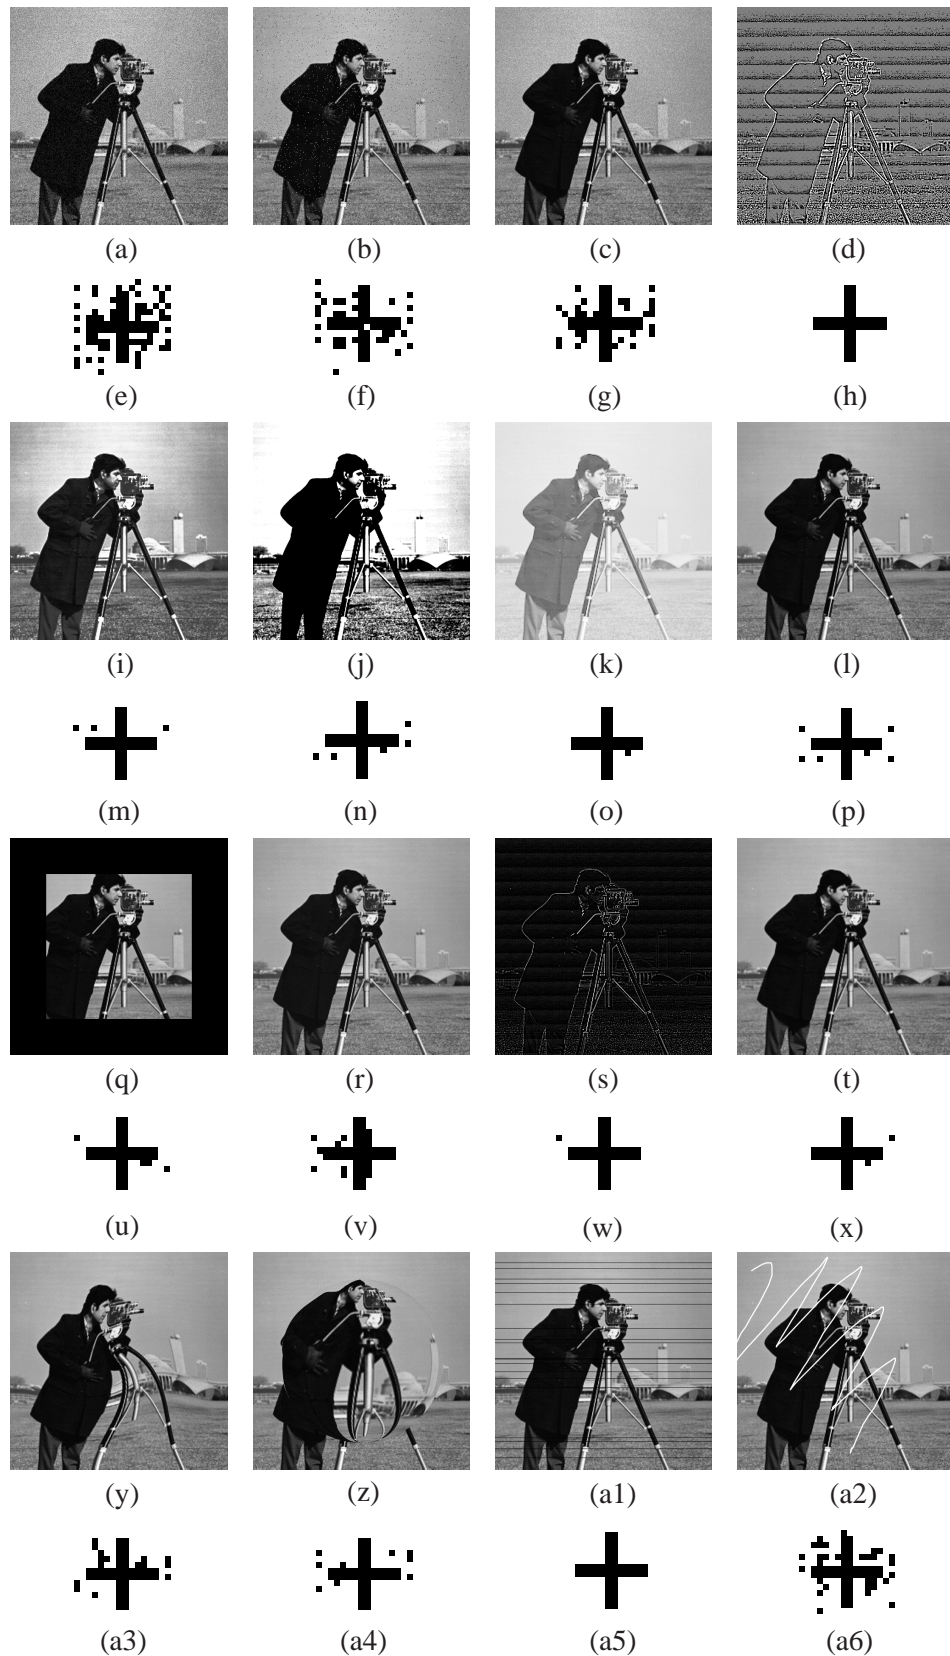 (a) (b) (c) (d)
(e) (f) (g) (h)
(i) (j) (k) (l)
(m) (n) (o) (p)
(q) (r) (s) (t)
(u) (v) (w) (x)
(y) (z) (a1) (a2)
(a3) (a4) (a5) (a6)